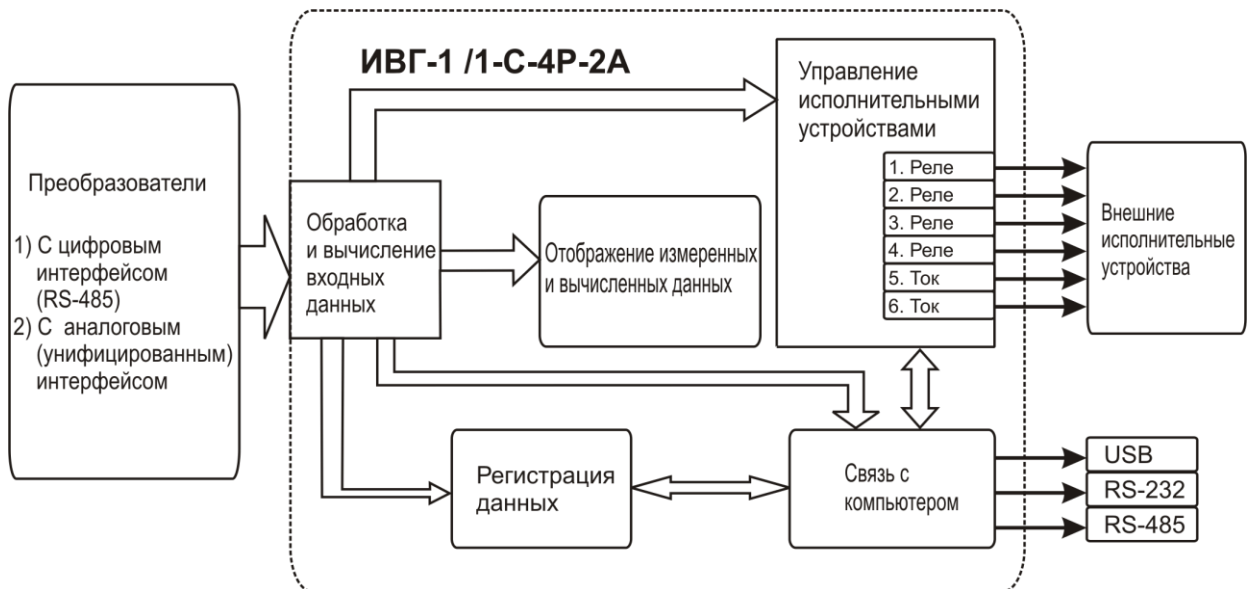 ИВГ-1 /1-С-4Р-2А
Преобразователи
1) С цифровым
интерфейсом
(RS-485)
2) С аналоговым
(унифицированным)
интерфейсом
Обработка
и вычисление
входных
данных
Отображение измеренных
и вычисленных данных
Управление
исполнительными
устройствами
1. Реле
2. Реле
3. Реле
4. Реле
5. Ток
6. Ток
Внешние
исполнительные
устройства
Регистрация
данных
Связь с
компьютером
USB
RS-232
RS-485